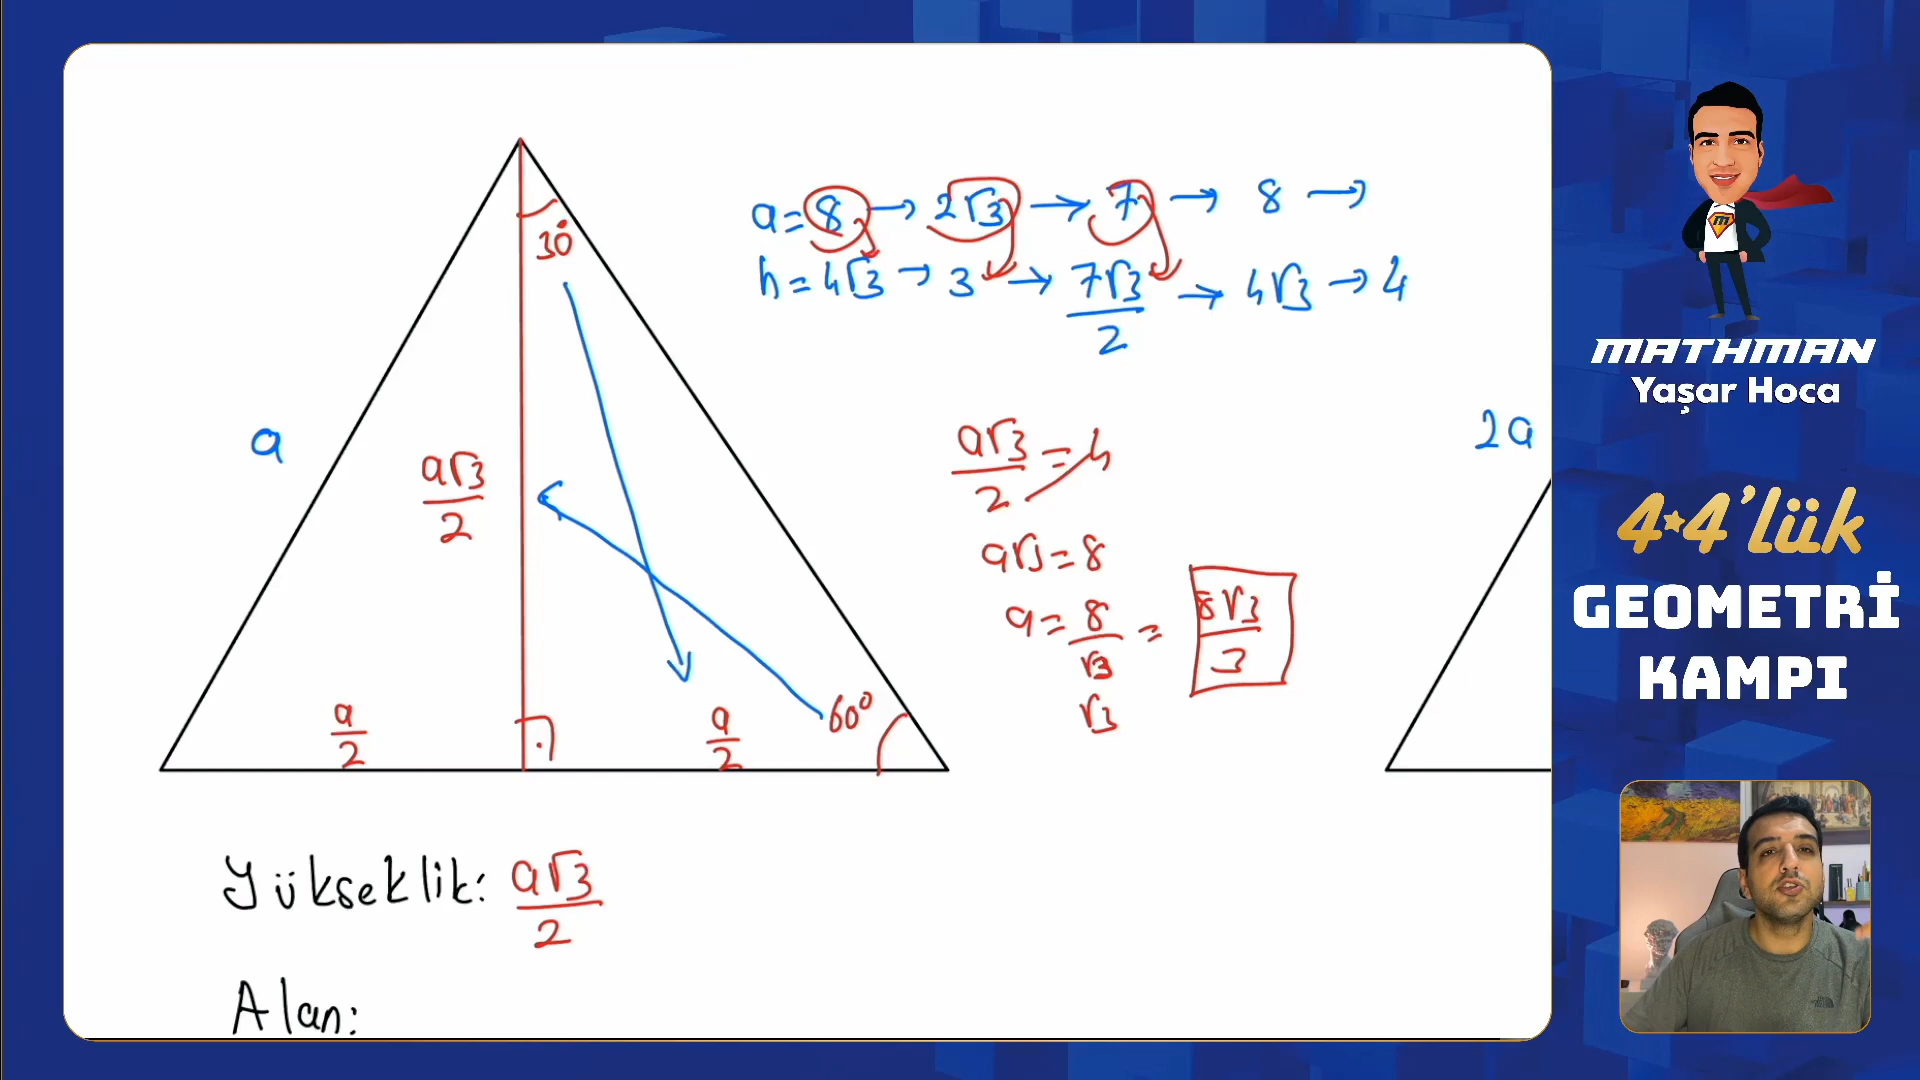 30°
a = 8 → 2√3 → 7 → 8 →
h = 4√3 → 3 → 7√3/2 → 4√3 → 4
a
a√3/2
a√3/2 = 4
a√3 = 8
a = 8/√3 = 8√3/3
√3
a/2
a/2
60°
2a
Yükseklik: a√3/2
Alan:
M
MATHMAN
Yaşar Hoca
4★4'lük
GEOMETRİ
KAMPI